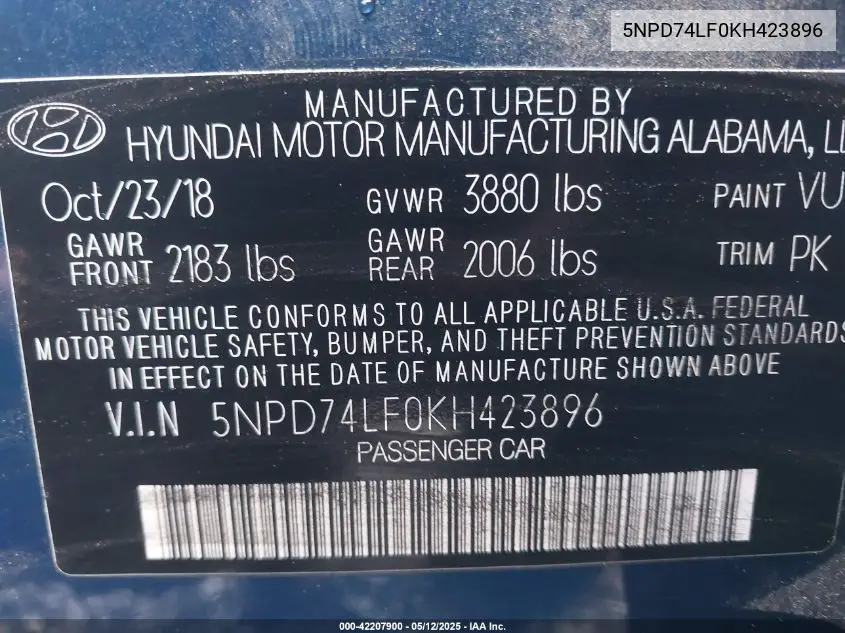 5NPD74LF0KH423896
MANUFACTURED BY
HYUNDAI MOTOR MANUFACTURING ALABAMA, LL
Oct/23/18 GVWR 3880 lbs PAINT VU
GAWR FRONT 2183 lbs GAWR REAR 2006 lbs TRIM PK
THIS VEHICLE CONFORMS TO ALL APPLICABLE U.S.A. FEDERAL
MOTOR VEHICLE SAFETY, BUMPER, AND THEFT PREVENTION STANDARDS
IN EFFECT ON THE DATE OF MANUFACTURE SHOWN ABOVE
V.I.N 5NPD74LF0KH423896
PASSENGER CAR
000-42207900 - 05/12/2025 - IAA Inc.